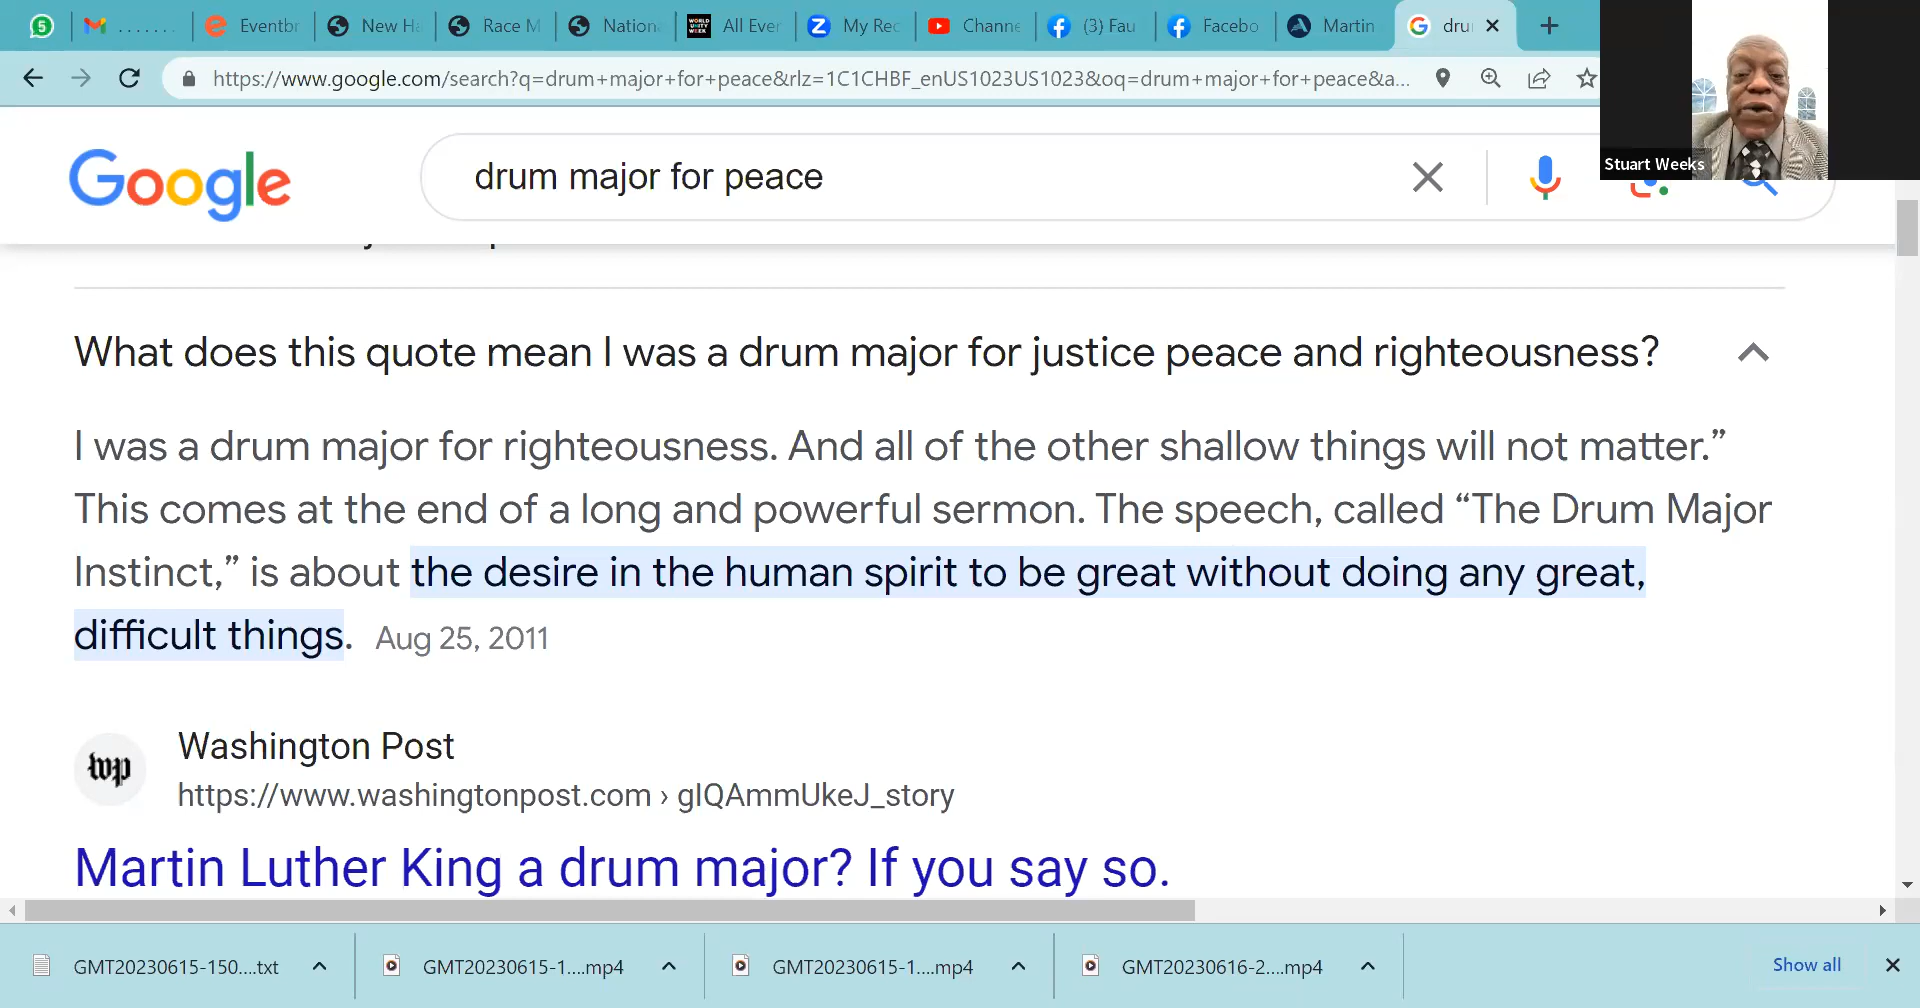 5
.......
Eventbr
New Ha
Race M
Nation
WORLD UNITY WEEK
All Ever
My Rec
Channe
(3) Fau
Facebo
Martin
dru
https://www.google.com/search?q=drum+major+for+peace&rlz=1C1CHBF_enUS1023US1023&oq=drum+major+for+peace&a...
Stuart Weeks
Google
drum major for peace
What does this quote mean I was a drum major for justice peace and righteousness?
I was a drum major for righteousness. And all of the other shallow things will not matter.”
This comes at the end of a long and powerful sermon. The speech, called “The Drum Major
Instinct,” is about the desire in the human spirit to be great without doing any great,
difficult things. Aug 25, 2011
wp
Washington Post
https://www.washingtonpost.com › gIQAmmUkeJ_story
Martin Luther King a drum major? If you say so.
GMT20230615-150....txt
GMT20230615-1....mp4
GMT20230615-1....mp4
GMT20230616-2....mp4
Show all